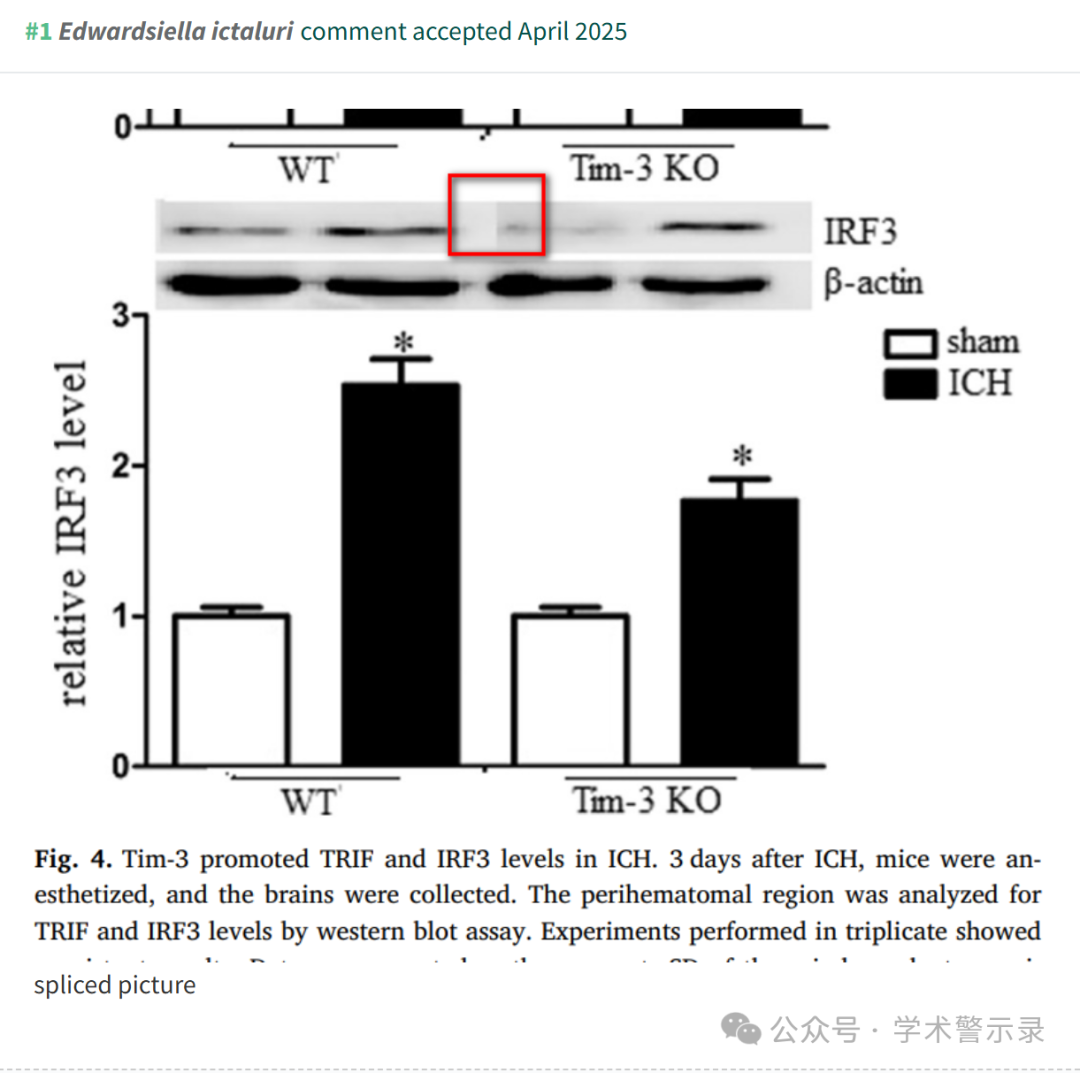 #1 Edwardsiella ictaluri comment accepted April 2025
0
WT Tim-3 KO
IRF3
β-actin
3
* sham
ICH
*
2
relative IRF3 level
1
0
WT Tim-3 KO
Fig. 4. Tim-3 promoted TRIF and IRF3 levels in ICH. 3 days after ICH, mice were an-
esthetized, and the brains were collected. The perihematomal region was analyzed for
TRIF and IRF3 levels by western blot assay. Experiments performed in triplicate showed
spliced picture
公众号 · 学术警示录